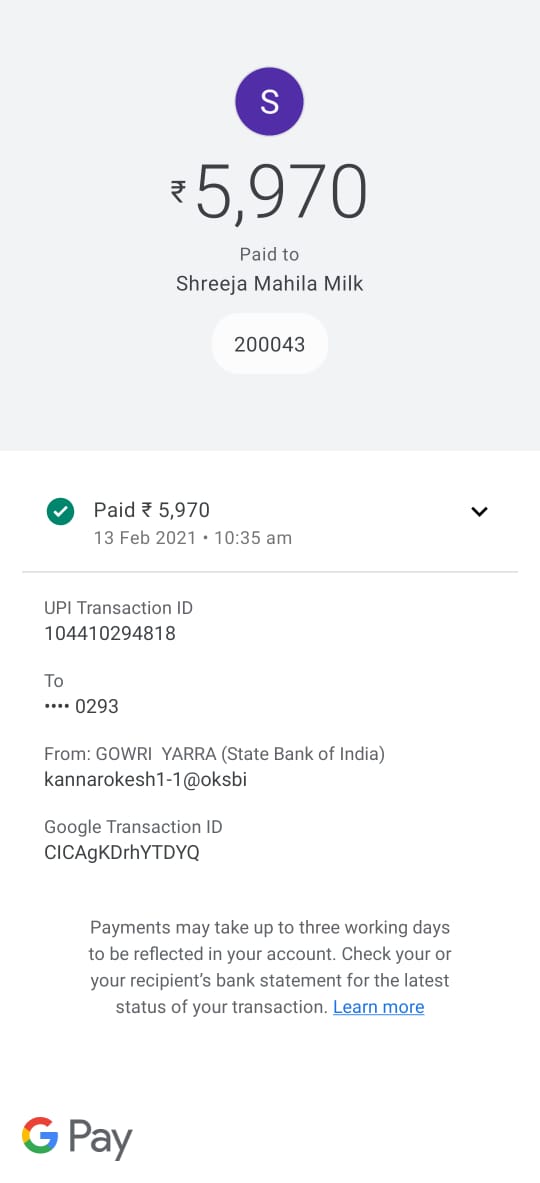 S
₹5,970
Paid to
Shreeja Mahila Milk
200043
Paid ₹ 5,970
13 Feb 2021 • 10:35 am
UPI Transaction ID
104410294818
To
•••• 0293
From: GOWRI  YARRA (State Bank of India)
kannarokesh1-1@oksbi
Google Transaction ID
CICAgKDrhYTDYQ
Payments may take up to three working days
to be reflected in your account. Check your or
your recipient’s bank statement for the latest
status of your transaction. Learn more
G Pay